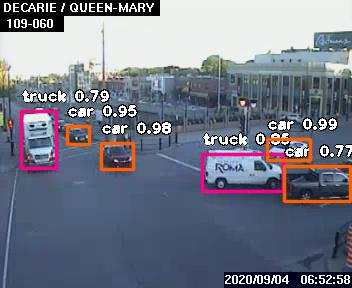 DECARIE / QUEEN-MARY
109-060
truck 0.79
car 0.95
car 0.98
car 0.99
truck 0.85
car 0.77
ROMA
2020/09/04 06:52:58